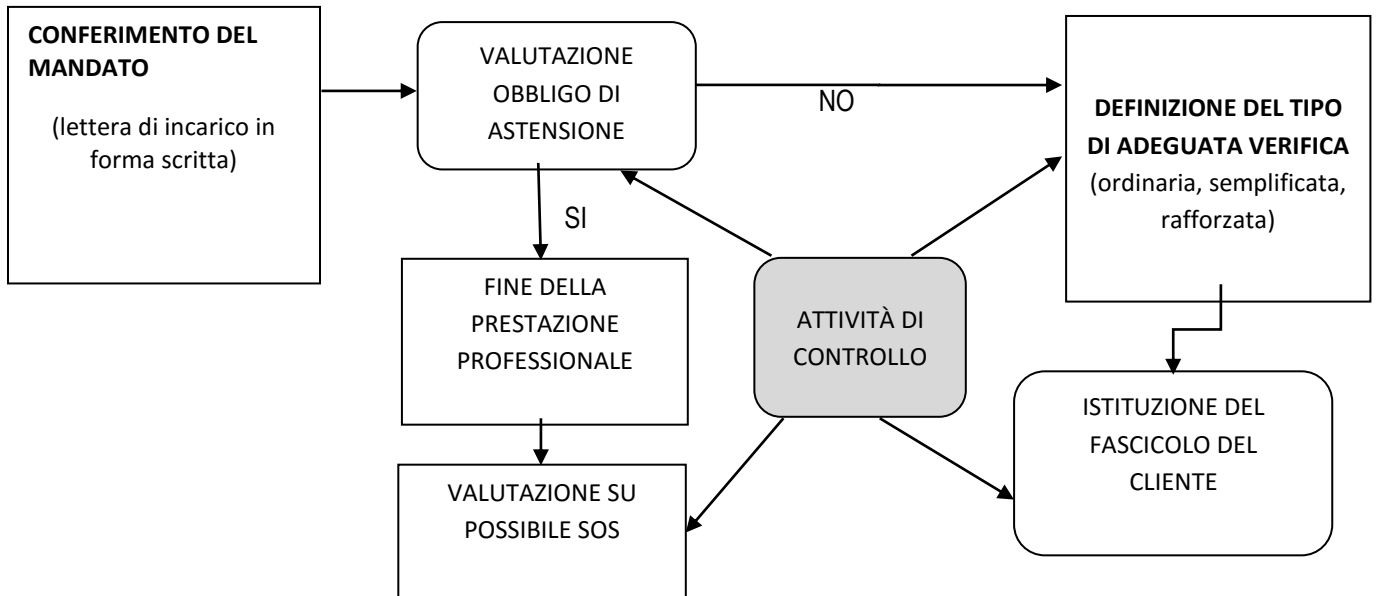 CONFERIMENTO DEL
MANDATO
(lettera di incarico in
forma scritta)
VALUTAZIONE
OBBLIGO DI
ASTENSIONE
NO
DEFINIZIONE DEL TIPO
DI ADEGUATA VERIFICA
(ordinaria, semplificata,
rafforzata)
SI
FINE DELLA
PRESTAZIONE
PROFESSIONALE
ATTIVITÀ DI
CONTROLLO
ISTITUZIONE DEL
FASCICOLO DEL
CLIENTE
VALUTAZIONE SU
POSSIBILE SOS